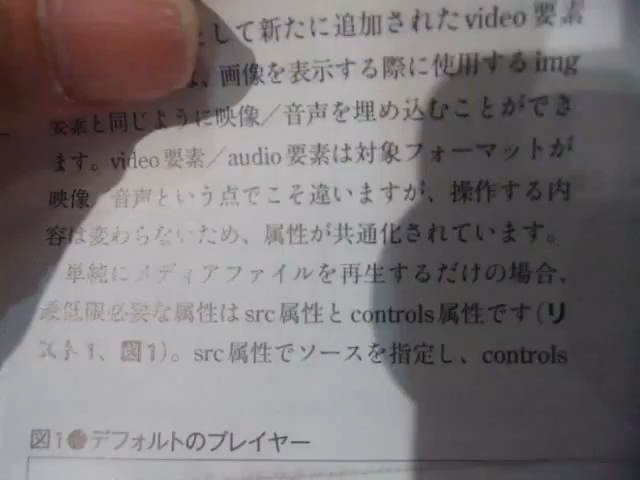 して新たに追加されたvideo要素
、画像を表示する際に使用するimg
要素と同じように映像／音声を埋め込むことができ
ます。video要素／audio要素は対象フォーマットが
映像／音声という点でこそ違いますが、操作する内
容は変わらないため、属性が共通化されています。
単純にメディアファイルを再生するだけの場合、
最低限必要な属性はsrc属性とcontrols属性です（リ
スト1、図1）。src属性でソースを指定し、controls
図1●デフォルトのプレイヤー